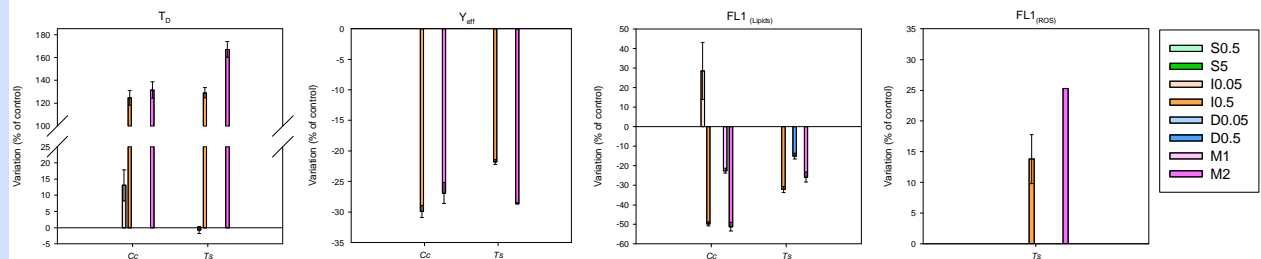 T_D
Variation (% of control)
180
160
140
120
100
25
20
15
10
5
0
-5
Cc
Ts
Y_eff
Variation (% of control)
0
-5
-10
-15
-20
-25
-30
-35
Cc
Ts
FL1 (Lipids)
Variation (% of control)
50
40
30
20
10
0
-10
-20
-30
-40
-50
-60
Cc
Ts
FL1(ROS)
Variation (% of control)
35
30
25
20
15
10
5
0
Ts
S0.5
S5
I0.05
I0.5
D0.05
D0.5
M1
M2